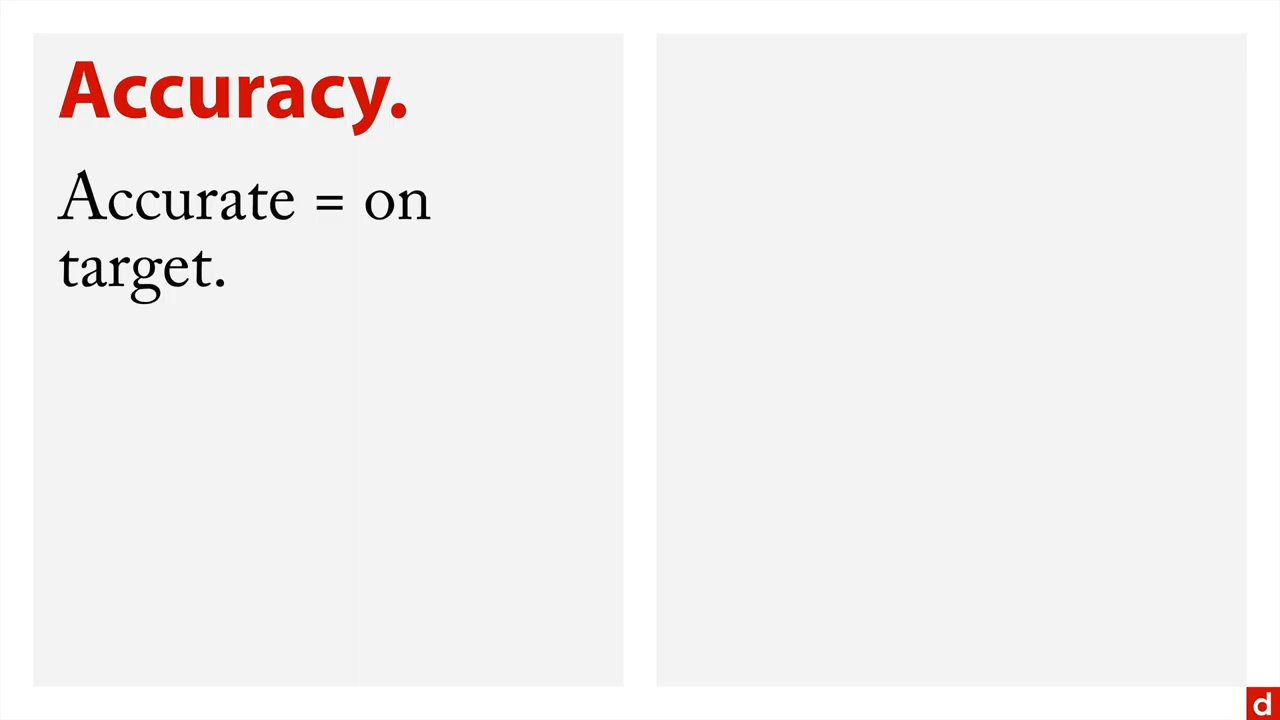 Accuracy.
Accurate = on
target.
d